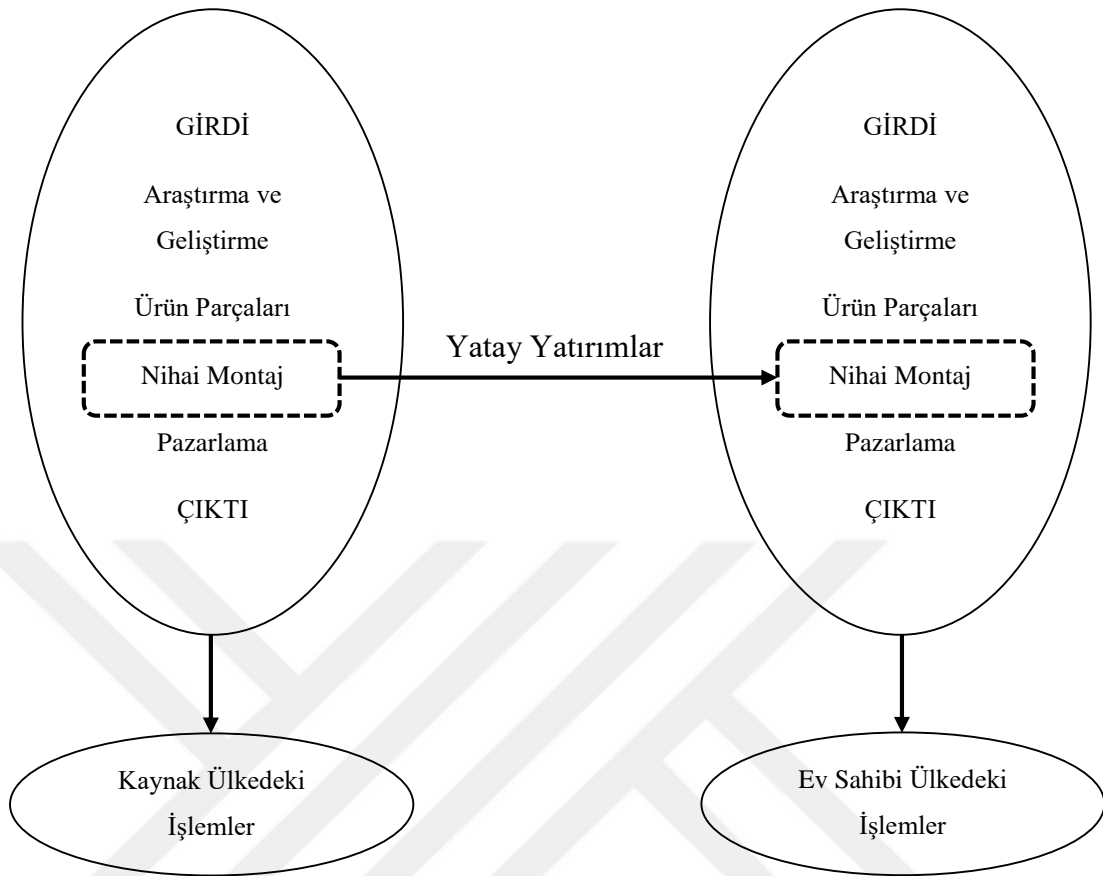 GİRDİ
Araştırma ve
Geliştirme
Ürün Parçaları
Nihai Montaj
Pazarlama
ÇIKTI
Yatay Yatırımlar
GİRDİ
Araştırma ve
Geliştirme
Ürün Parçaları
Nihai Montaj
Pazarlama
ÇIKTI
Kaynak Ülkedeki
İşlemler
Ev Sahibi Ülkedeki
İşlemler